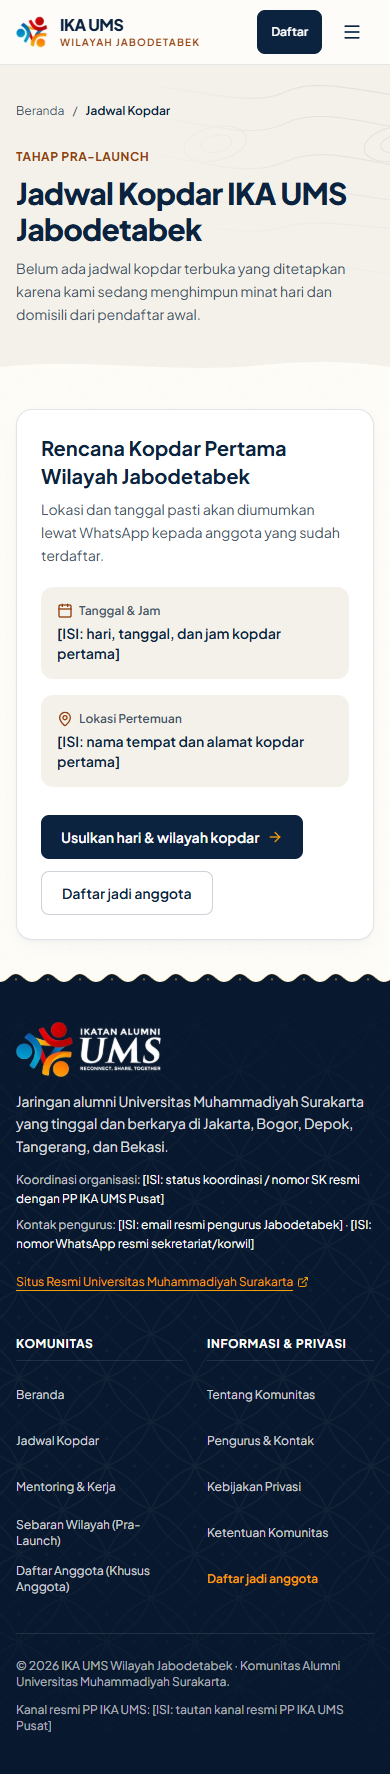 IKA UMS
WILAYAH JABODETABEK
Daftar
Beranda / Jadwal Kopdar
TAHAP PRA-LAUNCH
Jadwal Kopdar IKA UMS
Jabodetabek
Belum ada jadwal kopdar terbuka yang ditetapkan
karena kami sedang menghimpun minat hari dan
domisili dari pendaftar awal.
Rencana Kopdar Pertama
Wilayah Jabodetabek
Lokasi dan tanggal pasti akan diumumkan
lewat WhatsApp kepada anggota yang sudah
terdaftar.
Tanggal & Jam
[ISI: hari, tanggal, dan jam kopdar
pertama]
Lokasi Pertemuan
[ISI: nama tempat dan alamat kopdar
pertama]
Usulkan hari & wilayah kopdar
Daftar jadi anggota
IKATAN ALUMNI
UMS
RECONNECT, SHARE, TOGETHER
Jaringan alumni Universitas Muhammadiyah Surakarta
yang tinggal dan berkarya di Jakarta, Bogor, Depok,
Tangerang, dan Bekasi.
Koordinasi organisasi: [ISI: status koordinasi / nomor SK resmi
dengan PP IKA UMS Pusat]
Kontak pengurus: [ISI: email resmi pengurus Jabodetabek] · [ISI:
nomor WhatsApp resmi sekretariat/korwil]
Situs Resmi Universitas Muhammadiyah Surakarta
KOMUNITAS
Beranda
Jadwal Kopdar
Mentoring & Kerja
Sebaran Wilayah (Pra-
Launch)
Daftar Anggota (Khusus
Anggota)
INFORMASI & PRIVASI
Tentang Komunitas
Pengurus & Kontak
Kebijakan Privasi
Ketentuan Komunitas
Daftar jadi anggota
© 2026 IKA UMS Wilayah Jabodetabek · Komunitas Alumni
Universitas Muhammadiyah Surakarta.
Kanal resmi PP IKA UMS: [ISI: tautan kanal resmi PP IKA UMS
Pusat]